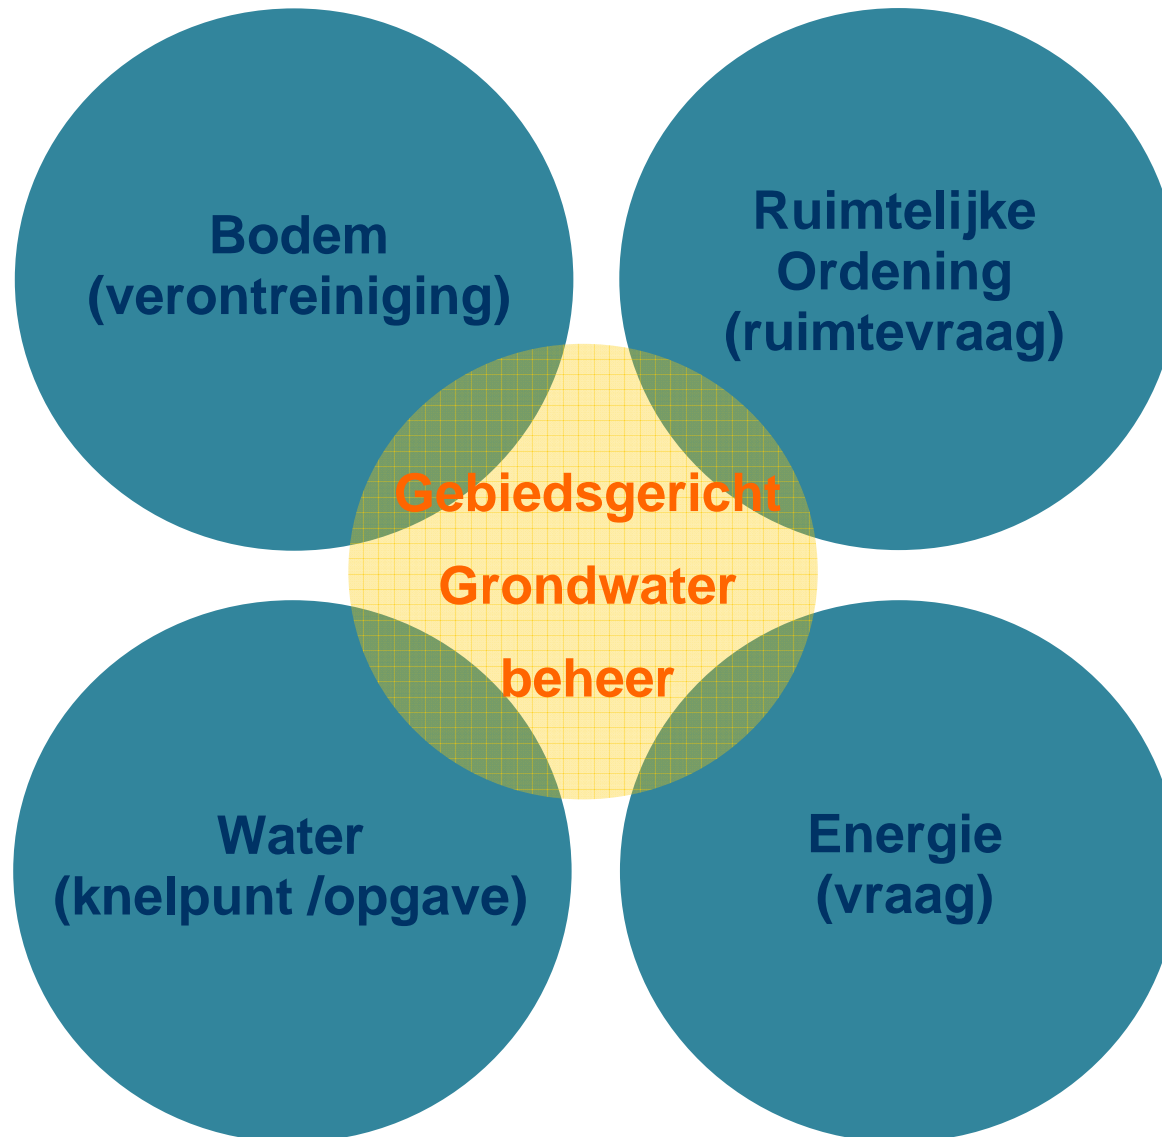 Bodem
(verontreiniging)
Ruimtelijke
Ordening
(ruimtevraag)
Gebiedsgericht
Grondwater
beheer
Water
(knelpunt /opgave)
Energie
(vraag)